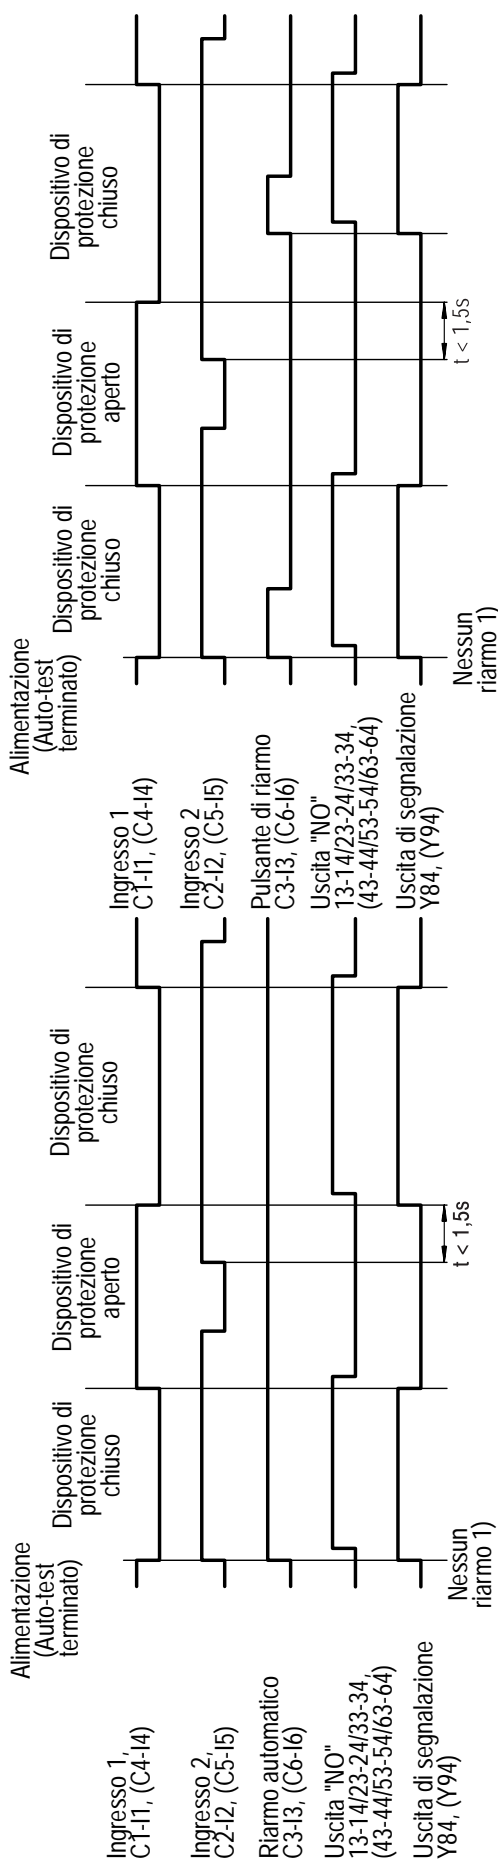 Alimentazione
(Auto-test
terminato)
Dispositivo di
protezione
chiuso
Dispositivo di
protezione
aperto
Dispositivo di
protezione
chiuso
Ingresso 1,
C1-I1, (C4-I4)
Ingresso 2,
C2-I2, (C5-I5)
Riarmo automatico
C3-I3, (C6-I6)
Uscita "NO"
13-14/23-24/33-34,
(43-44/53-54/63-64)
Uscita di segnalazione
Y84, (Y94)
Nessun
riarmo 1)
t < 1,5s
Alimentazione
(Auto-test
terminato)
Dispositivo di
protezione
chiuso
Dispositivo di
protezione
aperto
Dispositivo di
protezione
chiuso
Ingresso 1
C1-I1, (C4-I4)
Ingresso 2
C2-I2, (C5-I5)
Pulsante di riarmo
C3-I3, (C6-I6)
Uscita "NO"
13-14/23-24/33-34,
(43-44/53-54/63-64)
Uscita di segnalazione
Y84, (Y94)
Nessun
riarmo 1)
t < 1,5s